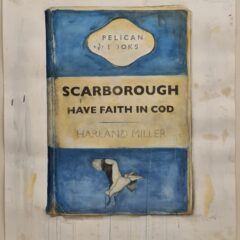 PELICAN
BOOKS
SCARBOROUGH
HAVE FAITH IN COD
HARLAND MILLER